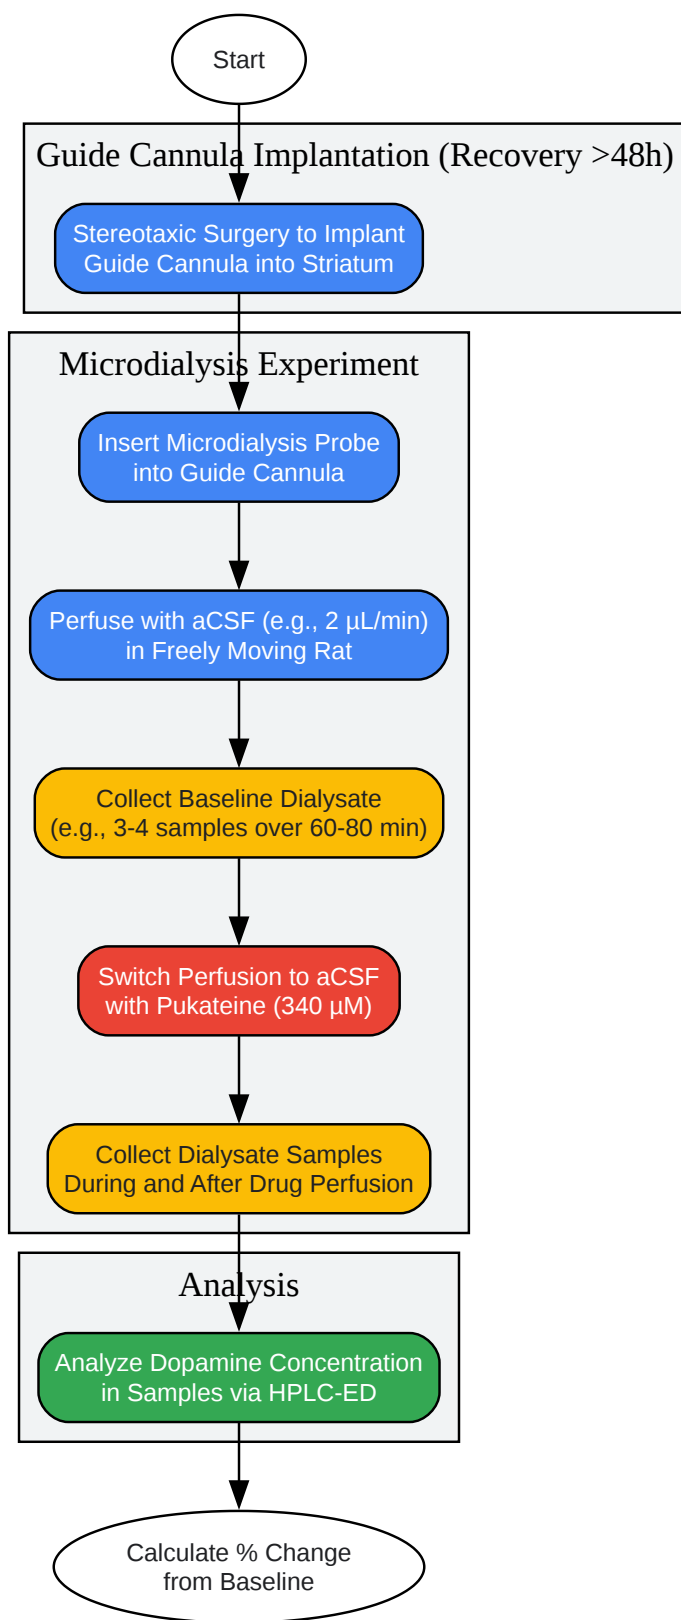 Start
Guide Cannula Implantation (Recovery >48h)
Stereotaxic Surgery to Implant
Guide Cannula into Striatum
Microdialysis Experiment
Insert Microdialysis Probe
into Guide Cannula
Perfuse with aCSF (e.g., 2 µL/min)
in Freely Moving Rat
Collect Baseline Dialysate
(e.g., 3-4 samples over 60-80 min)
Switch Perfusion to aCSF
with Pukateine (340 µM)
Collect Dialysate Samples
During and After Drug Perfusion
Analysis
Analyze Dopamine Concentration
in Samples via HPLC-ED
Calculate % Change
from Baseline